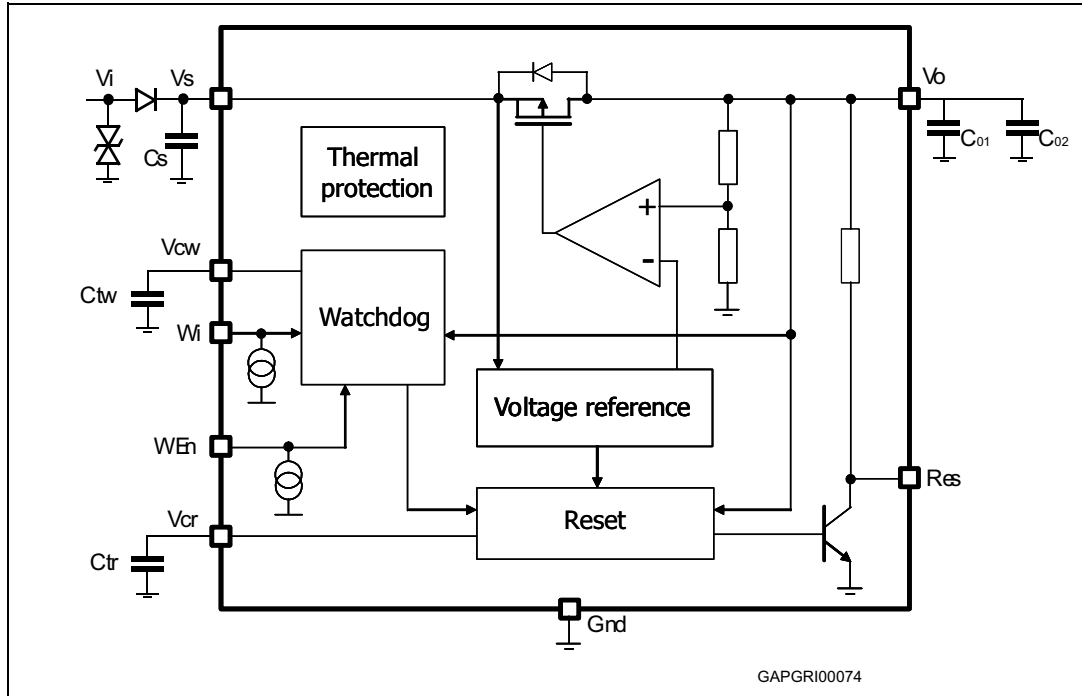 Vi
Vs
Vo
Cs
C01
C02
Thermal
protection
+
-
Vcw
Ctw
Watchdog
Wi
Voltage reference
WEn
Res
Vcr
Reset
Ctr
Gnd
GAPGRI00074